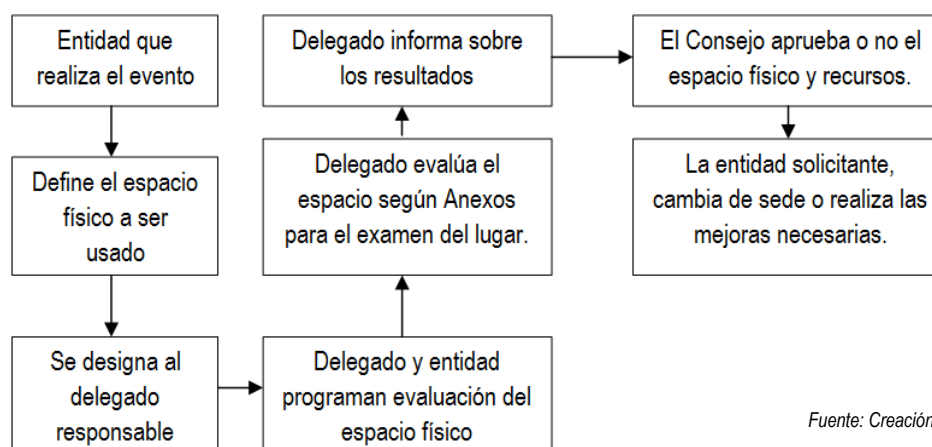 Entidad que
realiza el evento
Define el espacio
físico a ser
usado
Se designa al
delegado
responsable
Delegado y entidad
programan evaluación del
espacio físico
Delegado evalúa el
espacio según Anexos
para el examen del lugar.
Delegado informa sobre
los resultados
El Consejo aprueba o no el
espacio físico y recursos.
La entidad solicitante,
cambia de sede o realiza las
mejoras necesarias.
Fuente: Creación